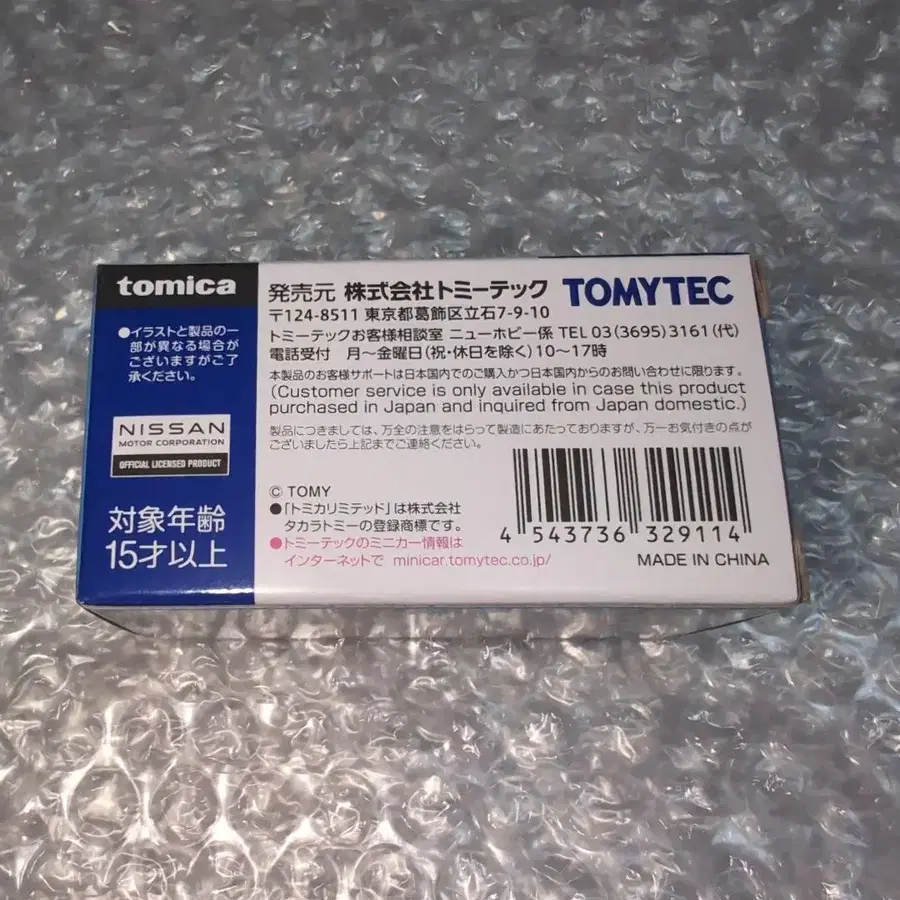 tomica
●イラストと製品の一
部が異なる場合が
ございますがご了
承ください。
NISSAN
MOTOR CORPORATION
OFFICIAL LICENSED PRODUCT
対象年齢
15才以上
発売元 株式会社トミーテック TOMYTEC
〒124-8511 東京都葛飾区立石7-9-10
トミーテックお客様相談室 ニューホビー係 TEL 03(3695)3161(代)
電話受付 月〜金曜日(祝・休日を除く)10〜17時
本製品のお客様サポートは日本国内でのご購入かつ日本国内からのお問い合わせに限ります。
(Customer service is only available in case this product
purchased in Japan and inquired from Japan domestic.)
製品につきましては、万全の注意をはらって製造にあたっておりますが、万一お気付きの点が
ございましたら上記までご連絡ください。
© TOMY
●「トミカリミテッド」は株式会社
タカラトミーの登録商標です。
●トミーテックのミニカー情報は
インターネットで minicar.tomytec.co.jp/
4 543736 329114
MADE IN CHINA